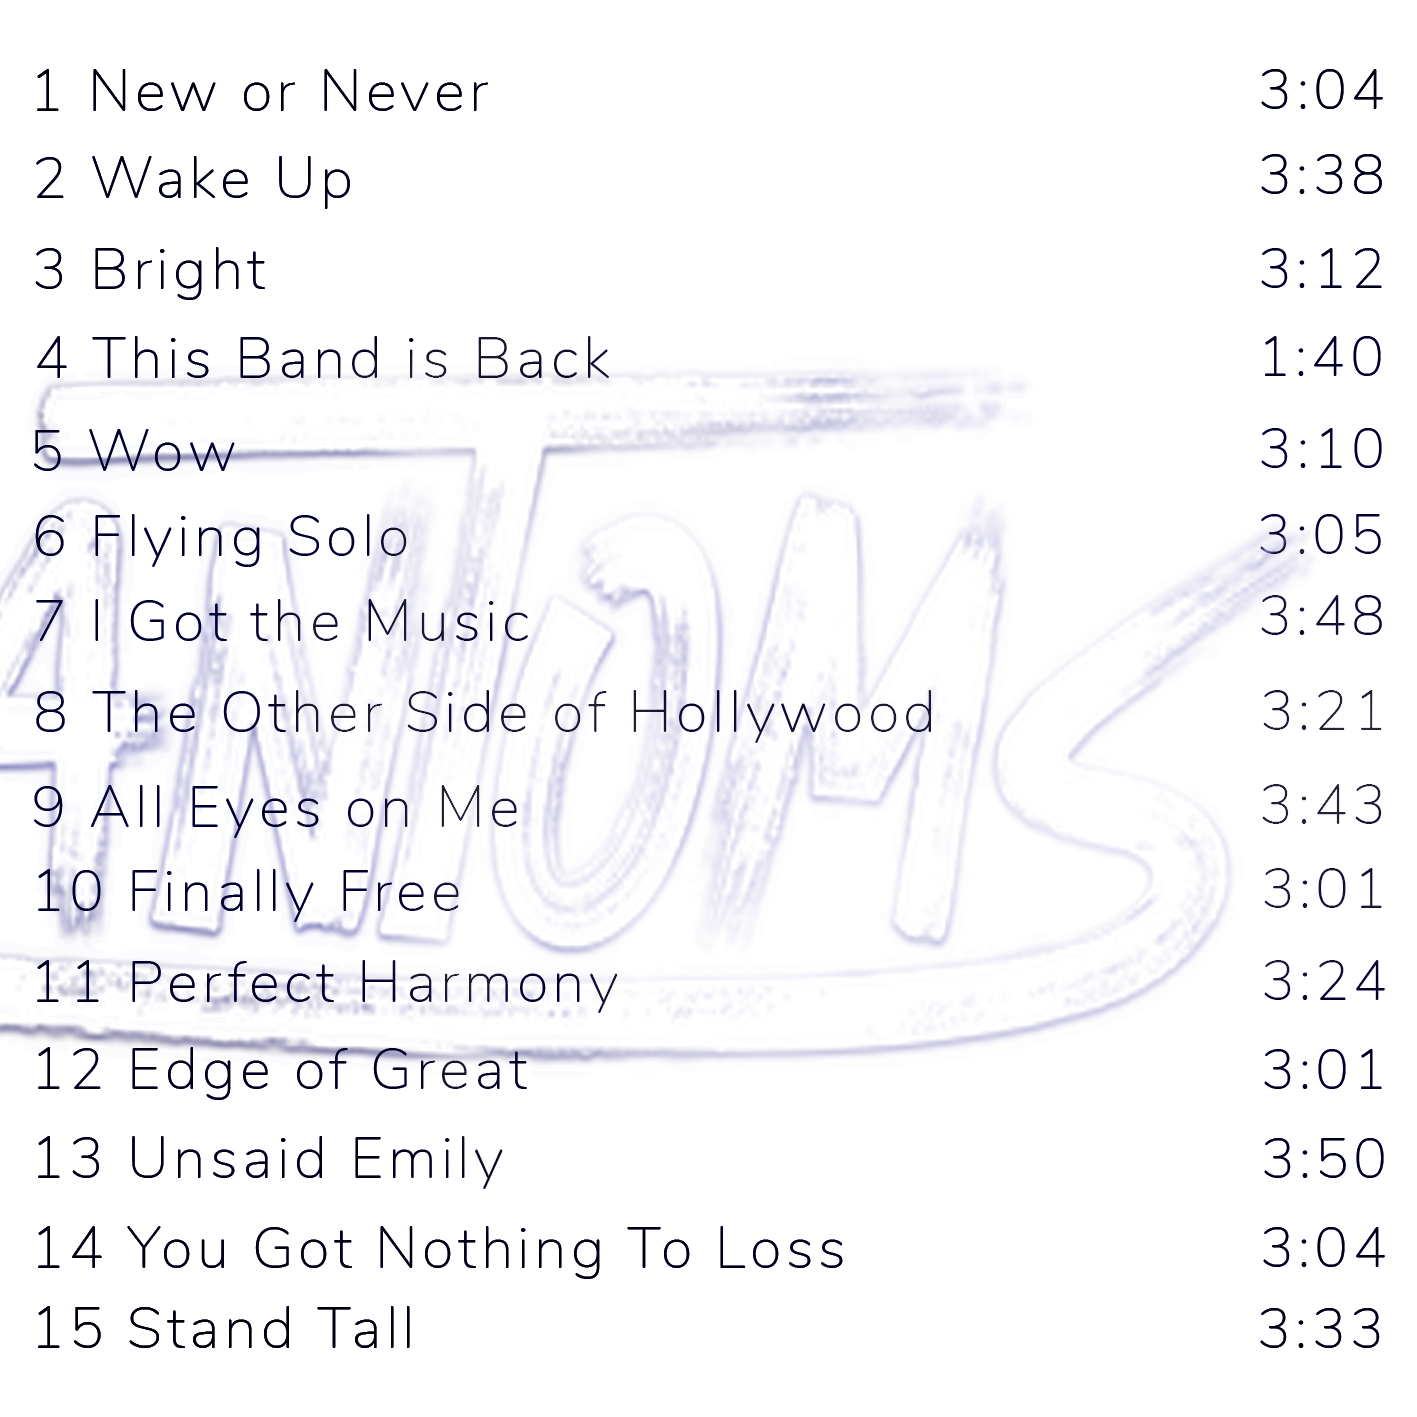 1 New or Never 3:04
2 Wake Up 3:38
3 Bright 3:12
4 This Band is Back 1:40
5 Wow 3:10
6 Flying Solo 3:05
7 I Got the Music 3:48
8 The Other Side of Hollywood 3:21
9 All Eyes on Me 3:43
10 Finally Free 3:01
11 Perfect Harmony 3:24
12 Edge of Great 3:01
13 Unsaid Emily 3:50
14 You Got Nothing To Loss 3:04
15 Stand Tall 3:33
ANTOMS